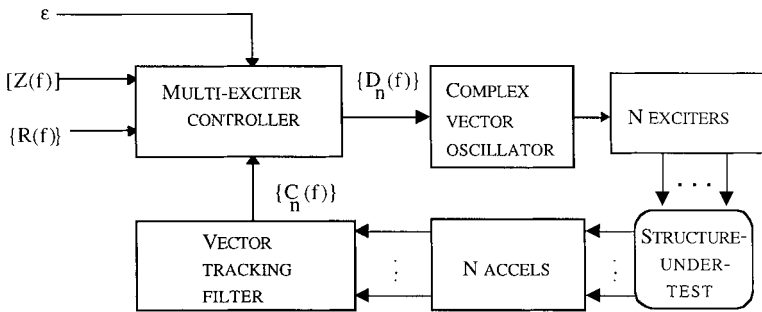 ε
[Z(f)]
{R(f)}
MULTI-EXCITER
CONTROLLER
{D_n(f)}
COMPLEX
VECTOR
OSCILLATOR
N EXCITERS
. . .
{C_n(f)}
VECTOR
TRACKING
FILTER
N ACCELS
STRUCTURE-
UNDER-
TEST